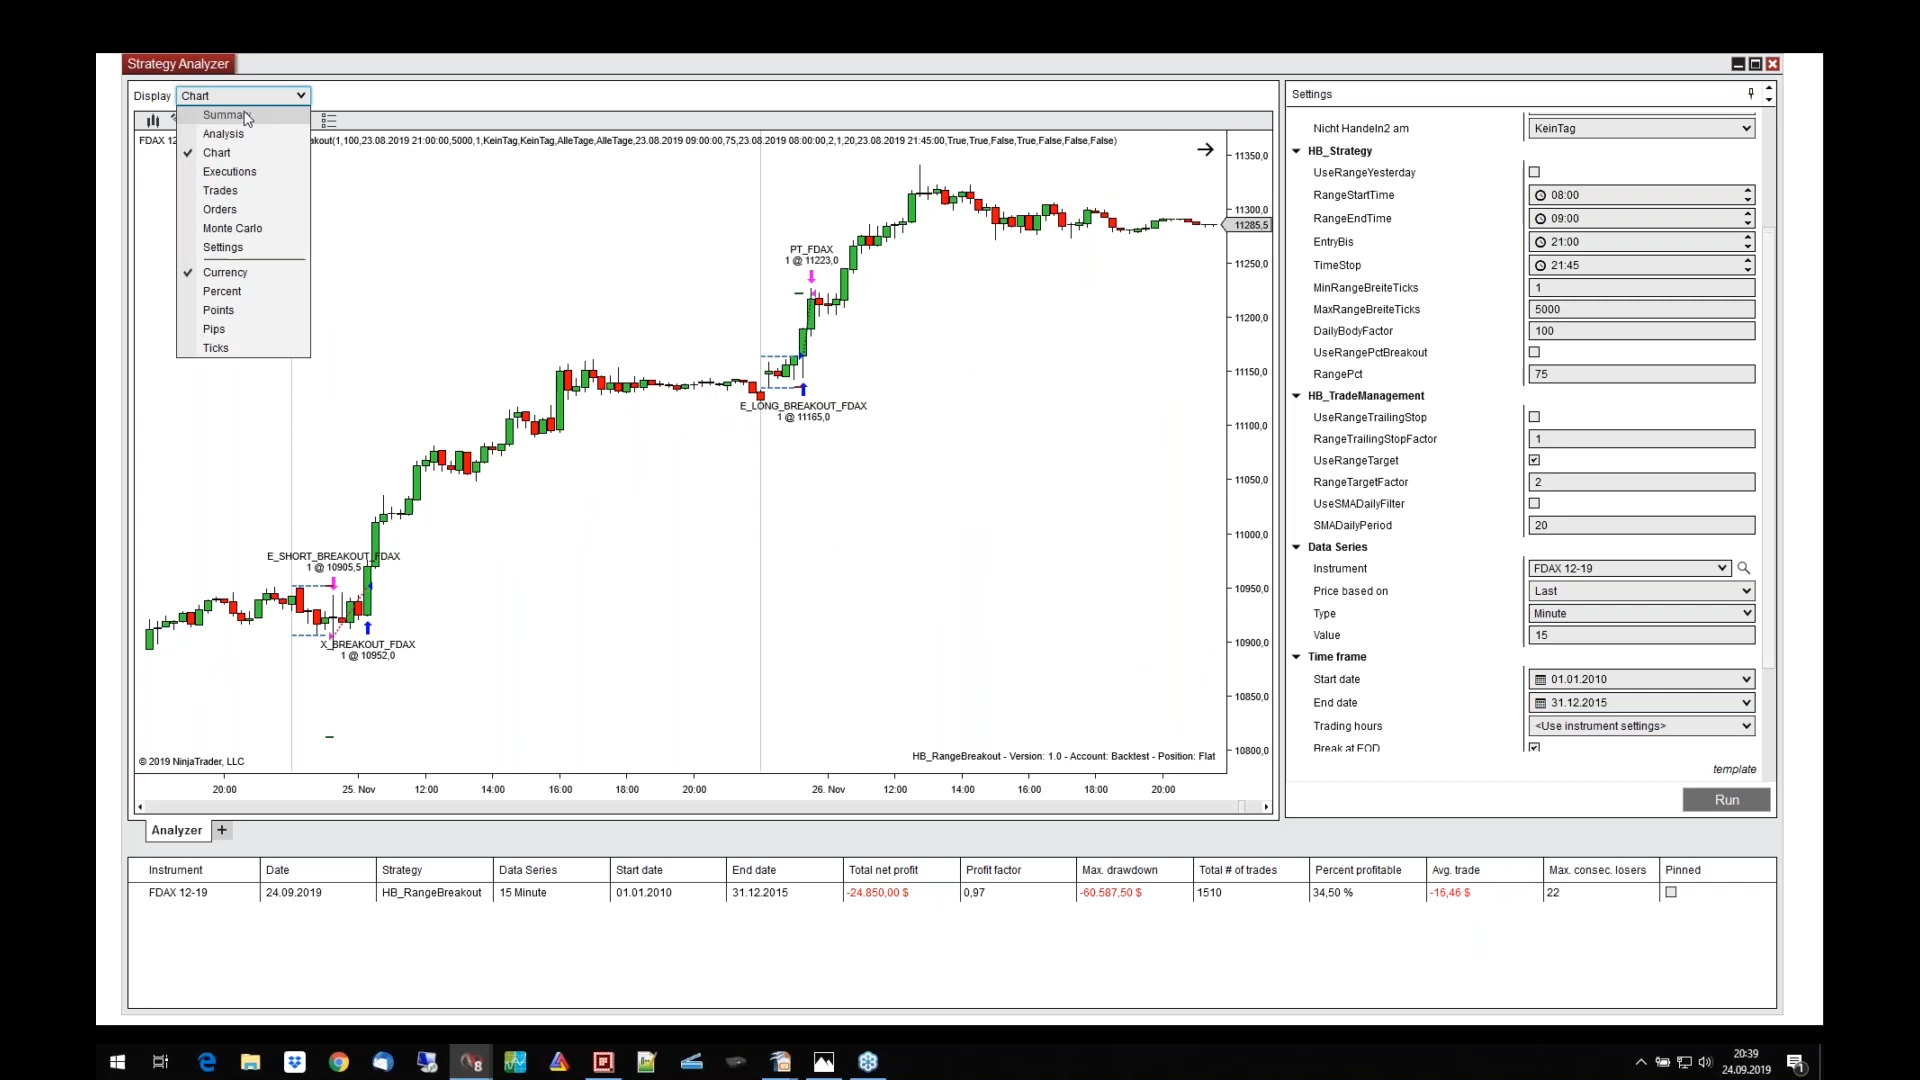 Strategy Analyzer
Display Chart
Summa
Analysis
Chart
Executions
Trades
Orders
Monte Carlo
Settings
Currency
Percent
Points
Pips
Ticks
FDAX 12 akout(1,100,23.08.2019 21:00:00,5000,1,KeinTag,KeinTag,AlleTage,AlleTage,23.08.2019 09:00:00,75,23.08.2019 08:00:00,2,1,20,23.08.2019 21:45:00,True,True,False,True,False,False,False)
11350,0
11300,0
11285,5
11250,0
11200,0
11150,0
11100,0
11050,0
11000,0
10950,0
10900,0
10850,0
10800,0
PT_FDAX
1 @ 11223,0
E_LONG_BREAKOUT_FDAX
1 @ 11165,0
E_SHORT_BREAKOUT_FDAX
1 @ 10905,5
X_BREAKOUT_FDAX
1 @ 10952,0
© 2019 NinjaTrader, LLC
HB_RangeBreakout - Version: 1.0 - Account: Backtest - Position: Flat
20:00 25. Nov 12:00 14:00 16:00 18:00 20:00 26. Nov 12:00 14:00 16:00 18:00 20:00
Settings
Nicht Handeln2 am KeinTag
HB_Strategy
UseRangeYesterday
RangeStartTime 08:00
RangeEndTime 09:00
EntryBis 21:00
TimeStop 21:45
MinRangeBreiteTicks 1
MaxRangeBreiteTicks 5000
DailyBodyFactor 100
UseRangePctBreakout
RangePct 75
HB_TradeManagement
UseRangeTrailingStop
RangeTrailingStopFactor 1
UseRangeTarget
RangeTargetFactor 2
UseSMADailyFilter
SMADailyPeriod 20
Data Series
Instrument FDAX 12-19
Price based on Last
Type Minute
Value 15
Time frame
Start date 01.01.2010
End date 31.12.2015
Trading hours <Use instrument settings>
Break at EOD
template
Run
Analyzer +
Instrument Date Strategy Data Series Start date End date Total net profit Profit factor Max. drawdown Total # of trades Percent profitable Avg. trade Max. consec. losers Pinned
FDAX 12-19 24.09.2019 HB_RangeBreakout 15 Minute 01.01.2010 31.12.2015 -24.850,00 $ 0,97 -60.587,50 $ 1510 34,50 % -16,46 $ 22
8
20:39
24.09.2019
1